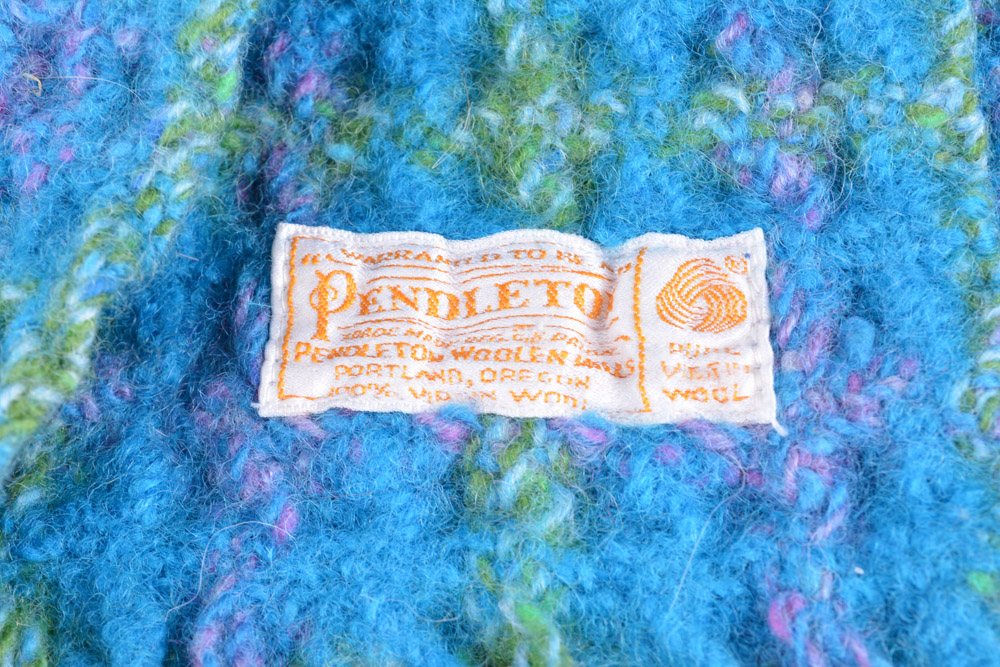 "WARRANTED TO BE A"
PENDLETON
PENDLETON WOOLEN MILLS
PORTLAND, OREGON
100% VIRGIN WOOL
®
PURE
VIRGIN
WOOL